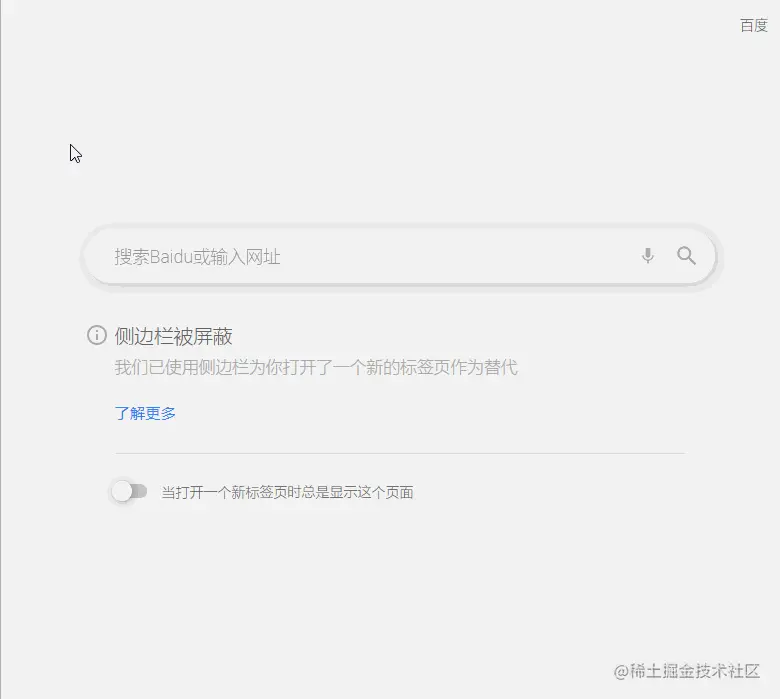 百度
搜索Baidu或输入网址
侧边栏被屏蔽
我们已使用侧边栏为你打开了一个新的标签页作为替代
了解更多
当打开一个新标签页时总是显示这个页面
@稀土掘金技术社区